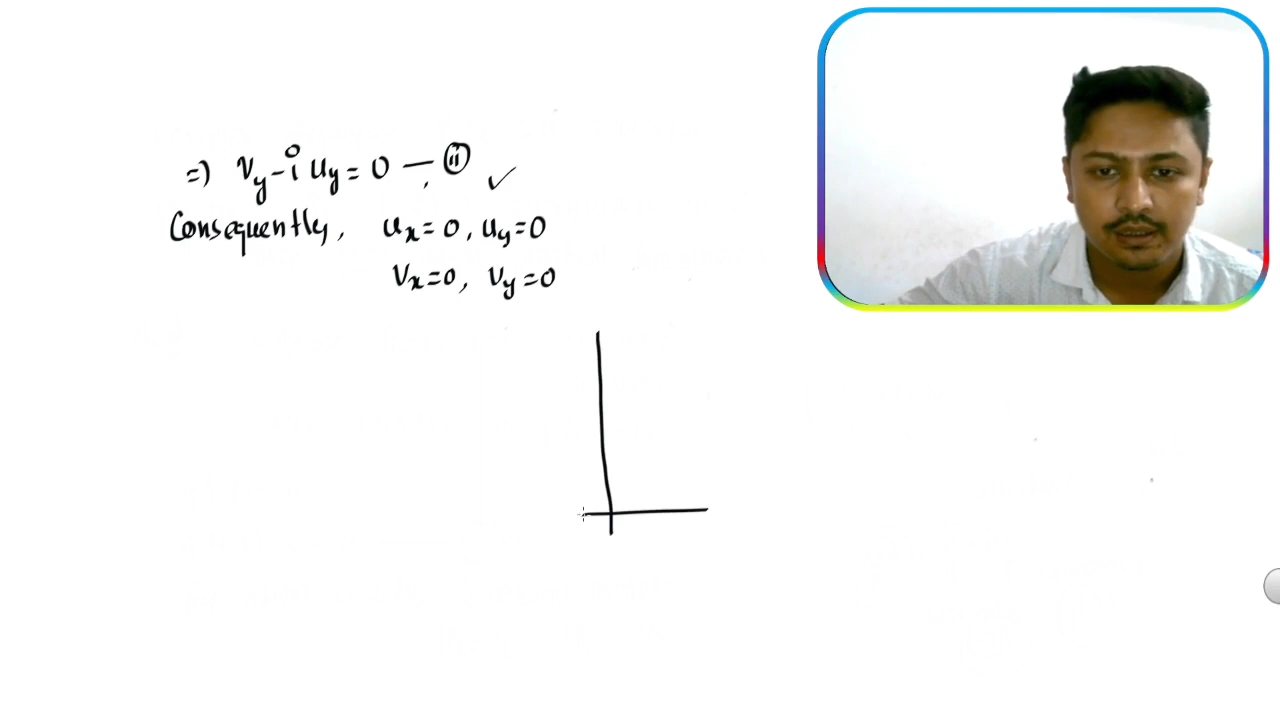 =) Vy - i uy = 0 — ⅱ ✓
Consequently, ux = 0, uy = 0
Vx = 0, Vy = 0